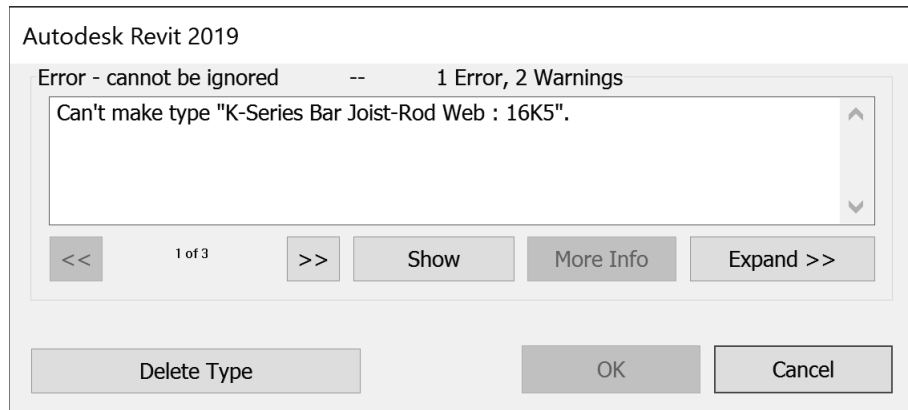 Autodesk Revit 2019
Error - cannot be ignored -- 1 Error, 2 Warnings
Can't make type "K-Series Bar Joist-Rod Web : 16K5".
<< 1 of 3 >> Show More Info Expand >>
Delete Type OK Cancel